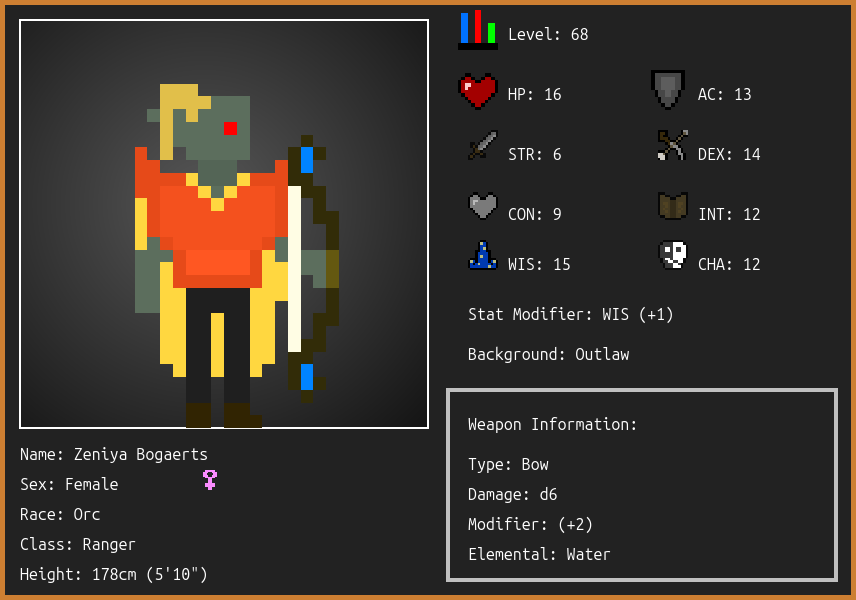 Level: 68
HP: 16
AC: 13
STR: 6
DEX: 14
CON: 9
INT: 12
WIS: 15
CHA: 12
Stat Modifier: WIS (+1)
Background: Outlaw
Weapon Information:
Type: Bow
Damage: d6
Modifier: (+2)
Elemental: Water
Name: Zeniya Bogaerts
Sex: Female
Race: Orc
Class: Ranger
Height: 178cm (5'10")